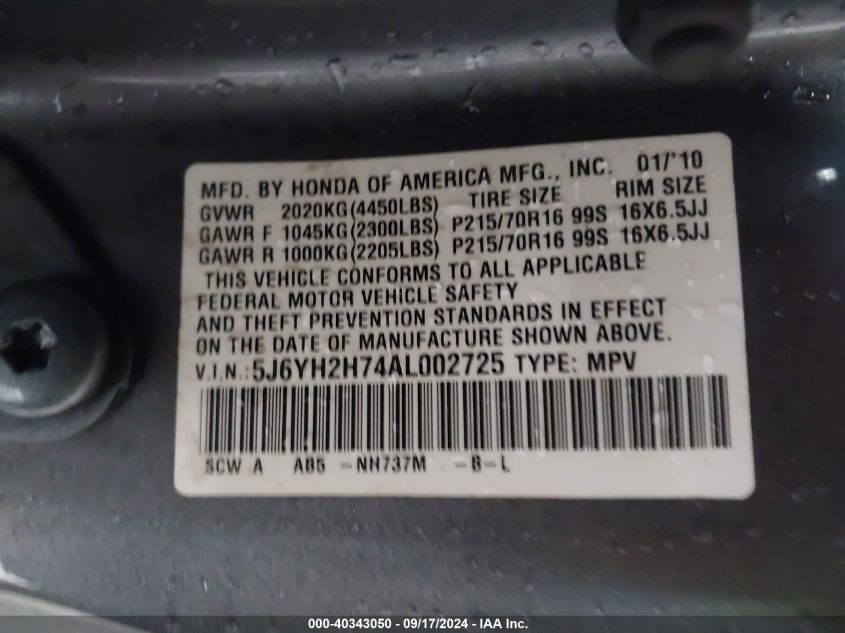 MFD. BY HONDA OF AMERICA MFG., INC. 01/'10
GVWR 2020KG(4450LBS) TIRE SIZE RIM SIZE
GAWR F 1045KG(2300LBS) P215/70R16 99S 16X6.5JJ
GAWR R 1000KG(2205LBS) P215/70R16 99S 16X6.5JJ
THIS VEHICLE CONFORMS TO ALL APPLICABLE
FEDERAL MOTOR VEHICLE SAFETY
AND THEFT PREVENTION STANDARDS IN EFFECT
ON THE DATE OF MANUFACTURE SHOWN ABOVE.
V.I.N.:5J6YH2H74AL002725 TYPE: MPV
SCW A AB5 -NH737M -B-L
000-40343050 - 09/17/2024 - IAA Inc.